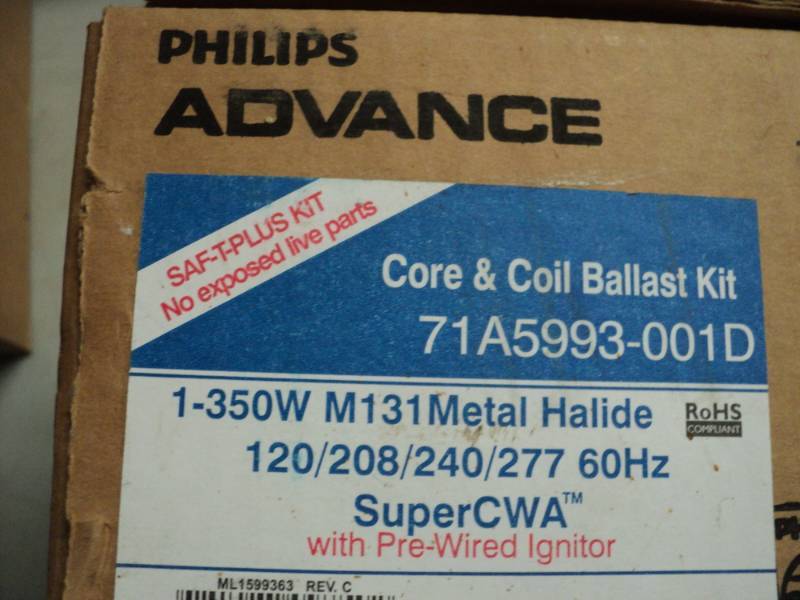 PHILIPS
ADVANCE
SAF-T-PLUS KIT
No exposed live parts
Core & Coil Ballast Kit
71A5993-001D
1-350W M131Metal Halide
RoHS
COMPLIANT
120/208/240/277 60Hz
SuperCWA™
with Pre-Wired Ignitor
ML1599363 REV. C